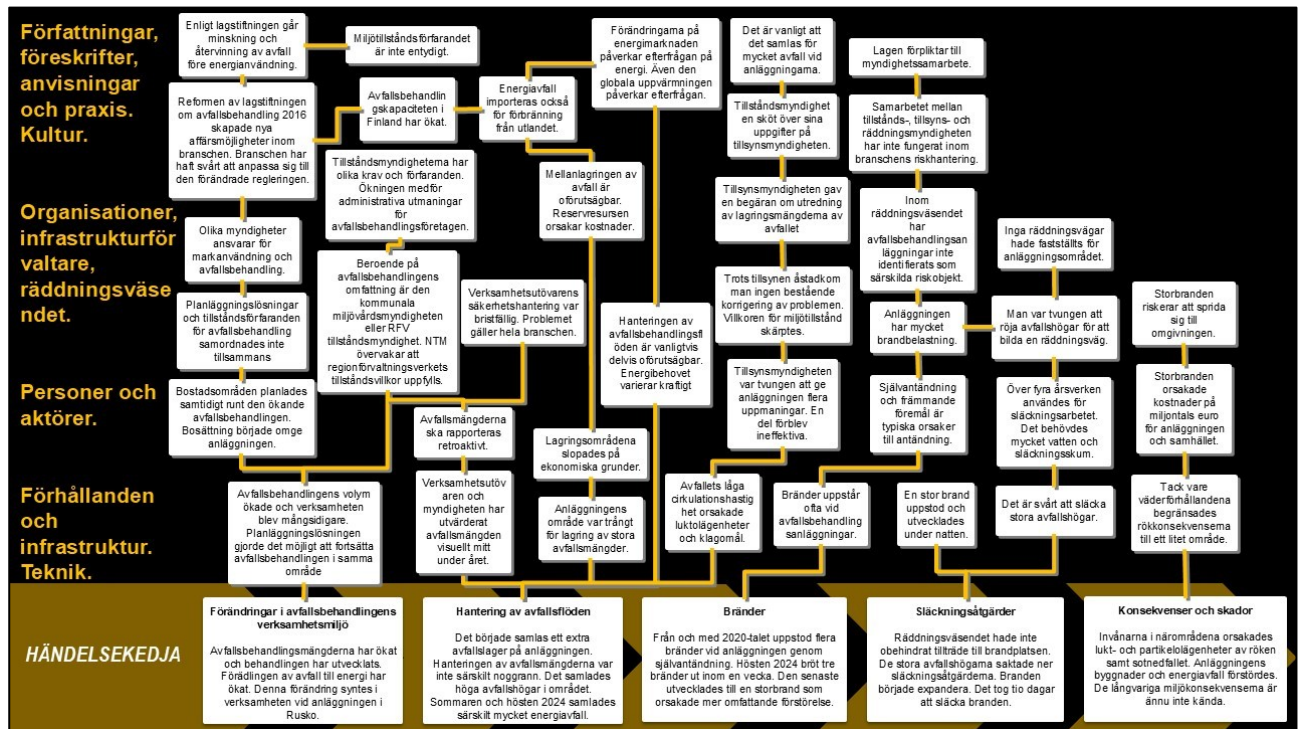 Författningar,
föreskrifter,
anvisningar
och praxis.
Kultur.
Organisationer,
infrastrukturför
valtare,
räddningsväse
ndet.
Personer och
aktörer.
Förhållanden
och
infrastruktur.
Teknik.
Enligt lagstiftningen går
minskning och
återvinning av avfall
före energianvändning.
Miljötillståndsförfarandet
är inte entydigt.
Reformen av lagstiftningen
om avfallsbehandling 2016
skapade nya
affärsmöjligheter inom
branschen. Branschen har
haft svårt att anpassa sig till
den förändrade regleringen.
Avfallsbehandlin
gskapaciteten i
Finland har ökat.
Energiavfall
importeras också
för förbränning
från utlandet.
Förändringarna på
energimarknaden
påverkar efterfrågan på
energi. Även den
globala uppvärmningen
påverkar efterfrågan.
Det är vanligt att
det samlas för
mycket avfall vid
anläggningarna.
Lagen förpliktar till
myndighetssamarbete.
Tillståndsmyndighet
en sköt över sina
uppgifter på
tillsynsmyndigheten.
Samarbetet mellan
tillstånds-, tillsyns- och
räddningsmyndigheten
har inte fungerat inom
branschens riskhantering.
Tillståndsmyndigheterna har
olika krav och förfaranden.
Ökningen medför
administrativa utmaningar
för
avfallsbehandlingsföretagen.
Mellanlagringen av
avfall är
oförutsägbar.
Reservresursen
orsakar kostnader.
Tillsynsmyndigheten gav
en begäran om utredning
av lagringsmängderna av
avfallet
Inom
räddningsväsendet
har
avfallsbehandlingsan
läggningar inte
identifierats som
särskilda riskobjekt.
Inga räddningsvägar
hade fastställts för
anläggningsområdet.
Olika myndigheter
ansvarar för
markanvändning och
avfallsbehandling.
Beroende på
avfallsbehandlingens
omfattning är den
kommunala
miljövårdsmyndigheten
eller RFV
tillståndsmyndighet. NTM
övervakar att
regionförvaltningsverkets
tillståndsvillkor uppfylls.
Verksamhetsutövarens
säkerhetshantering var
bristfällig. Problemet
gäller hela branschen.
Hanteringen av
avfallsbehandlingsfl
öden är vanligtvis
delvis oförutsägbar.
Energibehovet
varierar kraftigt
Trots tillsynen åstadkom
man ingen bestående
korrigering av problemen.
Villkoren för miljötillstånd
skärptes.
Anläggningen
har mycket
brandbelastning.
Man var tvungen att
röja avfallshögar för att
bilda en räddningsväg.
Storbranden
riskerar att sprida
sig till
omgivningen.
Planläggningslösningar
och tillståndsförfaranden
för avfallsbehandling
samordnades inte
tillsammans
Bostadsområden planlades
samtidigt runt den ökande
avfallsbehandlingen.
Bosättning började omge
anläggningen.
Avfallsmängderna
ska rapporteras
retroaktivt.
Lagringsområdena
slopades på
ekonomiska grunder.
Tillsynsmyndigheten
var tvungen att ge
anläggningen flera
uppmaningar. En
del förblev
ineffektiva.
Självantändning
och främmande
föremål är
typiska orsaker
till antändning.
Över fyra årsverken
användes för
släckningsarbetet.
Det behövdes
mycket vatten och
släckningsskum.
Storbranden
orsakade
kostnader på
miljontals euro
för anläggningen
och samhället.
Avfallsbehandlingens volym
ökade och verksamheten
blev mångsidigare.
Planläggningslösningen
gjorde det möjligt att fortsätta
avfallsbehandlingen i samma
område
Verksamhetsutöv
aren och
myndigheten har
utvärderat
avfallsmängden
visuellt mitt
under året.
Anläggningens
område var trångt
för lagring av stora
avfallsmängder.
Avfallets låga
cirkulationshastig
het orsakade
luktolägenheter
och klagomål.
Bränder uppstår
ofta vid
avfallsbehandling
sanläggningar.
En stor brand
uppstod och
utvecklades
under natten.
Det är svårt att släcka
stora avfallshögar.
Tack vare
väderförhållandena
begränsades
rökkonsekvenserna
till ett litet område.
HÄNDELSEKEDJA
Förändringar i avfallsbehandlingens
verksamhetsmiljö
Avfallsbehandlingsmängderna har ökat
och behandlingen har utvecklats.
Förädlingen av avfall till energi har
ökat. Denna förändring syntes i
verksamheten vid anläggningen i
Rusko.
Hantering av avfallsflöden
Det började samlas ett extra
avfallslager på anläggningen.
Hanteringen av avfallsmängderna var
inte särskilt noggrann. Det samlades
höga avfallshögar i området.
Sommaren och hösten 2024 samlades
särskilt mycket energiavfall.
Bränder
Från och med 2020-talet uppstod flera
bränder vid anläggningen genom
självantändning. Hösten 2024 bröt tre
bränder ut inom en vecka. Den senaste
utvecklades till en storbrand som
orsakade mer omfattande förstörelse.
Släckningsåtgärder
Räddningsväsendet hade inte
obehindrat tillträde till brandplatsen.
De stora avfallshögarna saktade ner
släckningsåtgärderna. Branden
började expandera. Det tog tio dagar
att släcka branden.
Konsekvenser och skador
Invånarna i närområdena orsakades
lukt- och partikelolägenheter av röken
samt sotnedfallet. Anläggningens
byggnader och energiavfall förstördes.
De långvariga miljökonsekvenserna är
ännu inte kända.